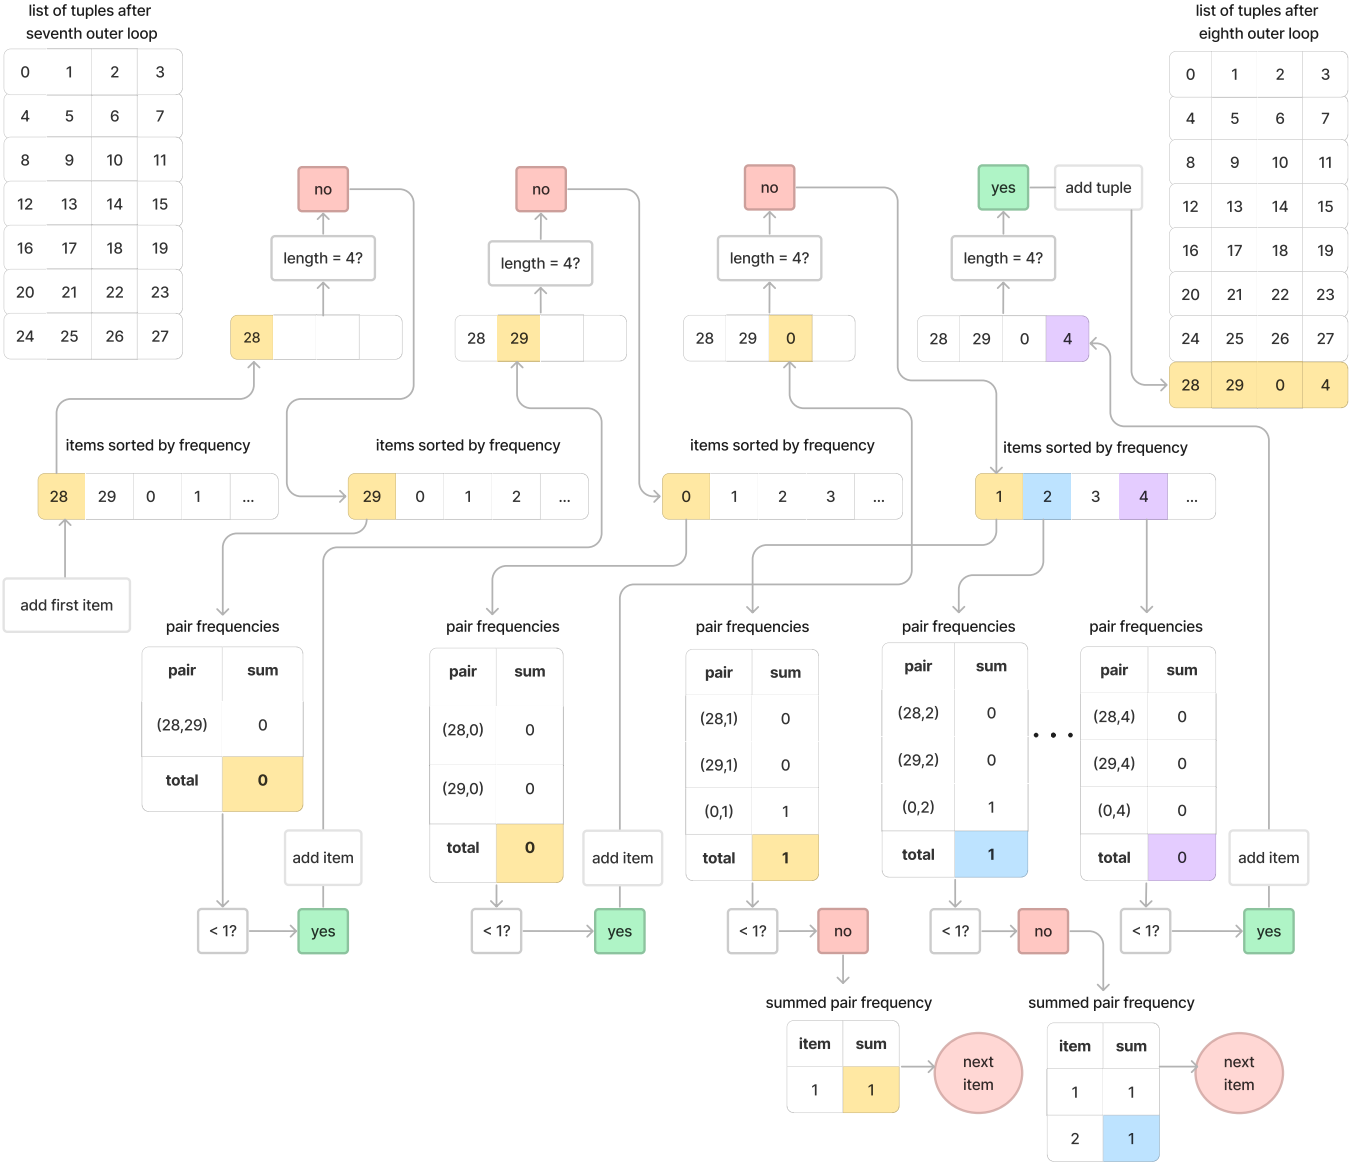 list of tuples after
seventh outer loop
0 1 2 3
4 5 6 7
8 9 10 11
12 13 14 15
16 17 18 19
20 21 22 23
24 25 26 27
list of tuples after
eighth outer loop
0 1 2 3
4 5 6 7
8 9 10 11
12 13 14 15
16 17 18 19
20 21 22 23
24 25 26 27
28 29 0 4
no
no
no
yes
add tuple
length = 4?
length = 4?
length = 4?
length = 4?
28
28 29
28 29 0
28 29 0 4
items sorted by frequency
28 29 0 1 ...
items sorted by frequency
29 0 1 2 ...
items sorted by frequency
0 1 2 3 ...
items sorted by frequency
1 2 3 4 ...
add first item
pair frequencies
pair sum
(28,29) 0
total 0
< 1?
yes
add item
pair frequencies
pair sum
(28,0) 0
(29,0) 0
total 0
< 1?
yes
add item
pair frequencies
pair sum
(28,1) 0
(29,1) 0
(0,1) 1
total 1
< 1?
no
summed pair frequency
item sum
1 1
next
item
pair frequencies
pair sum
(28,2) 0
(29,2) 0
(0,2) 1
total 1
< 1?
no
summed pair frequency
item sum
1 1
2 1
next
item
...
pair frequencies
pair sum
(28,4) 0
(29,4) 0
(0,4) 0
total 0
< 1?
yes
add item